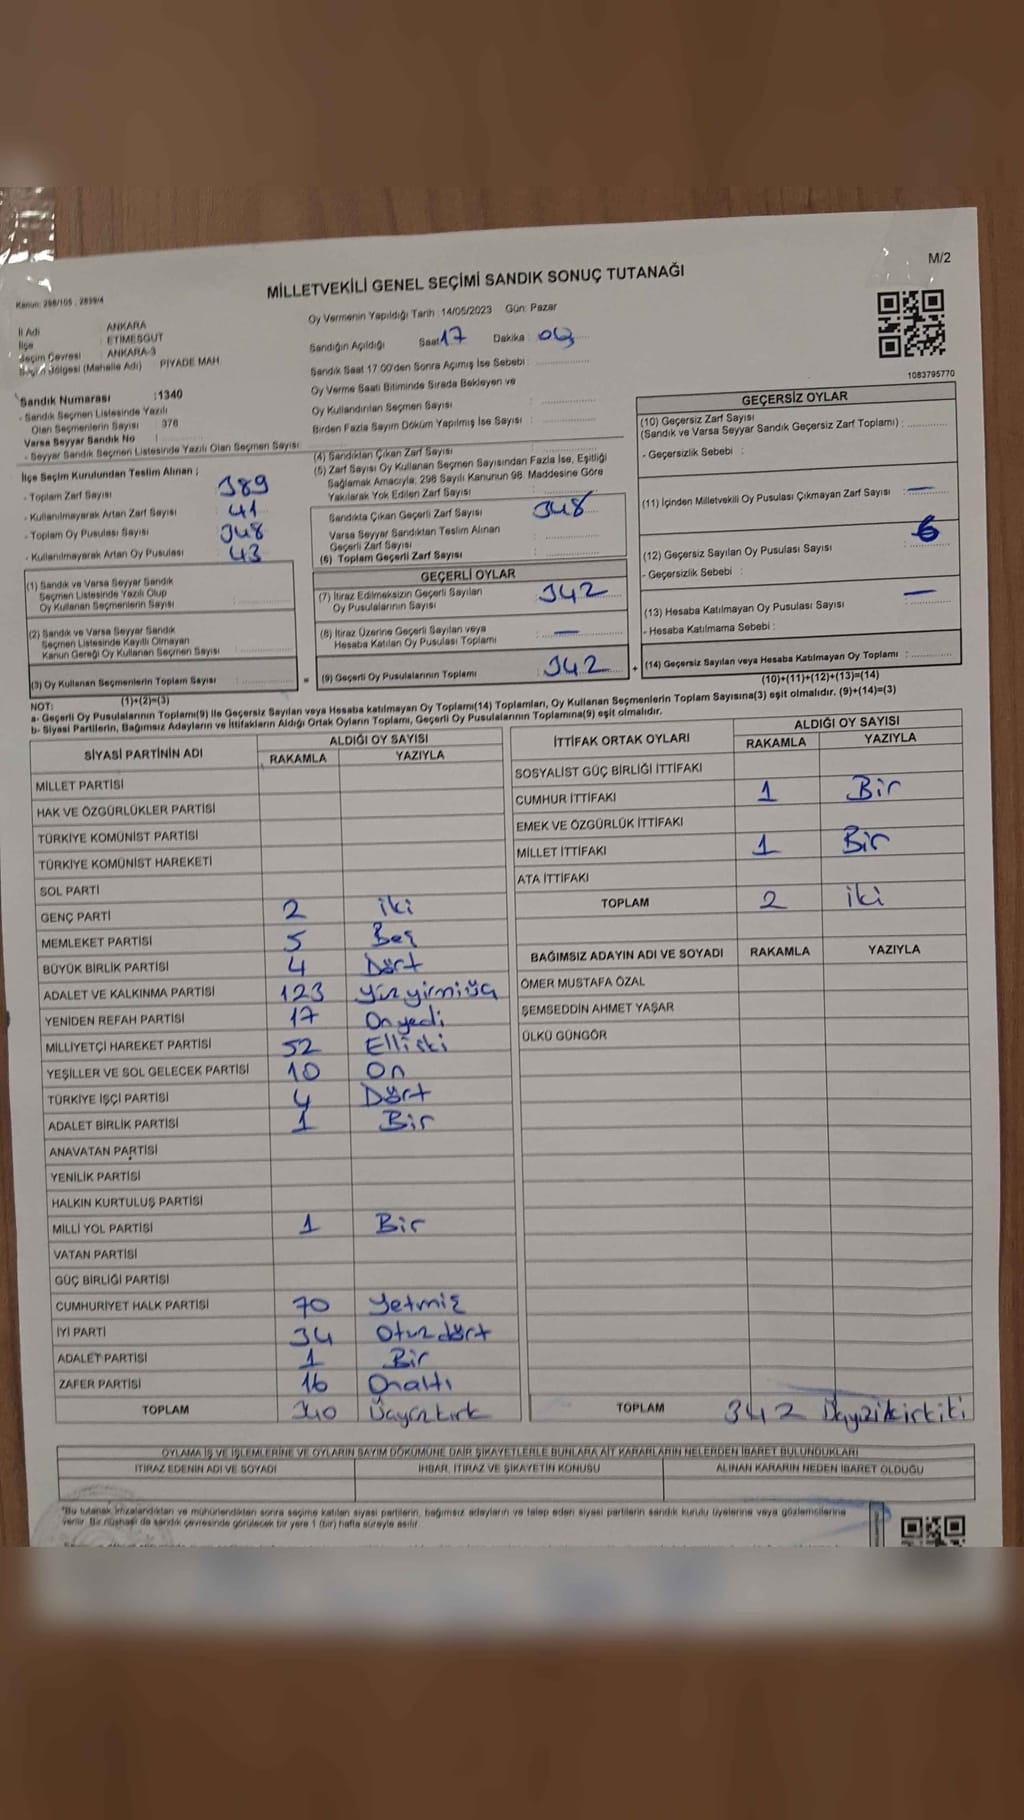 M/2
MİLLETVEKİLİ GENEL SEÇİMİ SANDIK SONUÇ TUTANAĞI
Kanun: 298/105 , 2839/4
İl Adı : ANKARA
İlçe : ETİMESGUT
Seçim Çevresi : ANKARA-3
Seçim Bölgesi (Mahalle Adı) PİYADE MAH.
Sandık Numarası :1340
- Sandık Seçmen Listesinde Yazılı
Olan Seçmenlerin Sayısı : 376
Varsa Seyyar Sandık No :
- Seyyar Sandık Seçmen Listesinde Yazılı Olan Seçmen Sayısı:
Oy Vermenin Yapıldığı Tarih :14/05/2023 Gün: Pazar
Sandığın Açıldığı Saat 17 Dakika :
Sandık Saat 17.00'den Sonra Açımış İse Sebebi :
Oy Verme Saati Bitiminde Sırada Bekleyen ve
Oy Kullandırılan Seçmen Sayısı :
Birden Fazla Sayım Döküm Yapılmış İse Sayısı :
1083795770
İlçe Seçim Kurulundan Teslim Alınan ;
- Toplam Zarf Sayısı 389
- Kullanılmayarak Artan Zarf Sayısı 41
- Toplam Oy Pusulası Sayısı 348
- Kullanılmayarak Artan Oy Pusulası 43
(1) Sandık ve Varsa Seyyar Sandık
Seçmen Listesinde Yazılı Olup
Oy Kullanan Seçmenlerin Sayısı :
(2) Sandık ve Varsa Seyyar Sandık
Seçmen Listesinde Kayıtlı Olmayan
Kanun Gereği Oy Kullanan Seçmen Sayısı :
(3) Oy Kullanan Seçmenlerin Toplam Sayısı :
(1)+(2)=(3)
(4) Sandıktan Çıkan Zarf Sayısı :
(5) Zarf Sayısı Oy Kullanan Seçmen Sayısından Fazla İse, Eşitliği
Sağlamak Amacıyla; 298 Sayılı Kanunun 98. Maddesine Göre
Yakılarak Yok Edilen Zarf Sayısı :
Sandıkta Çıkan Geçerli Zarf Sayısı 348
Varsa Seyyar Sandıktan Teslim Alınan
Geçerli Zarf Sayısı :
(6) Toplam Geçerli Zarf Sayısı :
GEÇERLİ OYLAR
(7) İtiraz Edilmeksizin Geçerli Sayılan
Oy Pusulalarının Sayısı : 342
(8) İtiraz Üzerine Geçerli Sayılan veya
Hesaba Katılan Oy Pusulası Toplamı : —
= (9) Geçerli Oy Pusulalarının Toplamı : 342 +
GEÇERSİZ OYLAR
(10) Geçersiz Zarf Sayısı
(Sandık ve Varsa Seyyar Sandık Geçersiz Zarf Toplamı) :
- Geçersizlik Sebebi :
(11) İçinden Milletvekili Oy Pusulası Çıkmayan Zarf Sayısı : —
(12) Geçersiz Sayılan Oy Pusulası Sayısı : 6
- Geçersizlik Sebebi :
(13) Hesaba Katılmayan Oy Pusulası Sayısı : —
- Hesaba Katılmama Sebebi :
(14) Geçersiz Sayılan veya Hesaba Katılmayan Oy Toplamı :
(10)+(11)+(12)+(13)=(14)
NOT:
a- Geçerli Oy Pusulalarının Toplamı(9) ile Geçersiz Sayılan veya Hesaba katılmayan Oy Toplamı(14) Toplamları, Oy Kullanan Seçmenlerin Toplam Sayısına(3) eşit olmalıdır. (9)+(14)=(3)
b- Siyasi Partilerin, Bağımsız Adayların ve İttifakların Aldığı Ortak Oyların Toplamı, Geçerli Oy Pusulalarının Toplamına(9) eşit olmalıdır.
SİYASİ PARTİNİN ADI ALDIĞI OY SAYISI
RAKAMLA YAZIYLA
MİLLET PARTİSİ
HAK VE ÖZGÜRLÜKLER PARTİSİ
TÜRKİYE KOMÜNİST PARTİSİ
TÜRKİYE KOMÜNİST HAREKETİ
SOL PARTİ
GENÇ PARTİ 2 iki
MEMLEKET PARTİSİ 5 Beş
BÜYÜK BİRLİK PARTİSİ 4 Dört
ADALET VE KALKINMA PARTİSİ 123 Yüzyirmiüç
YENİDEN REFAH PARTİSİ 17 Onyedi
MİLLİYETÇİ HAREKET PARTİSİ 52 Elliiki
YEŞİLLER VE SOL GELECEK PARTİSİ 10 On
TÜRKİYE İŞÇİ PARTİSİ 4 Dört
ADALET BİRLİK PARTİSİ 1 Bir
ANAVATAN PARTİSİ
YENİLİK PARTİSİ
HALKIN KURTULUŞ PARTİSİ
MİLLİ YOL PARTİSİ 1 Bir
VATAN PARTİSİ
GÜÇ BİRLİĞİ PARTİSİ
CUMHURİYET HALK PARTİSİ 70 Yetmiş
İYİ PARTİ 34 Otuzdört
ADALET PARTİSİ 1 Bir
ZAFER PARTİSİ 16 Onaltı
TOPLAM 340 Üçyüzkırk
İTTİFAK ORTAK OYLARI ALDIĞI OY SAYISI
RAKAMLA YAZIYLA
SOSYALİST GÜÇ BİRLİĞİ İTTİFAKI
CUMHUR İTTİFAKI 1 Bir
EMEK VE ÖZGÜRLÜK İTTİFAKI
MİLLET İTTİFAKI 1 Bir
ATA İTTİFAKI
TOPLAM 2 iki
BAĞIMSIZ ADAYIN ADI VE SOYADI RAKAMLA YAZIYLA
ÖMER MUSTAFA ÖZAL
ŞEMSEDDİN AHMET YAŞAR
ÜLKÜ GÜNGÖR
TOPLAM 342
OYLAMA İŞ VE İŞLEMLERİNE VE OYLARIN SAYIM DÖKÜMÜNE DAİR ŞİKAYETLERLE BUNLARA AİT KARARLARIN NELERDEN İBARET BULUNDUKLARI
İTİRAZ EDENİN ADI VE SOYADI İHBAR, İTİRAZ VE ŞİKAYETİN KONUSU ALINAN KARARIN NEDEN İBARET OLDUĞU
*Bu tutanak imzalandıktan ve mühürlendikten sonra seçime katılan siyasi partilerin, bağımsız adayların ve talep eden siyasi partilerin sandık kurulu üyelerine veya gözlemcilerine
verilir. Bir nüshası da sandık çevresinde görülecek bir yere 1 (bir) hafta süreyle asılır.